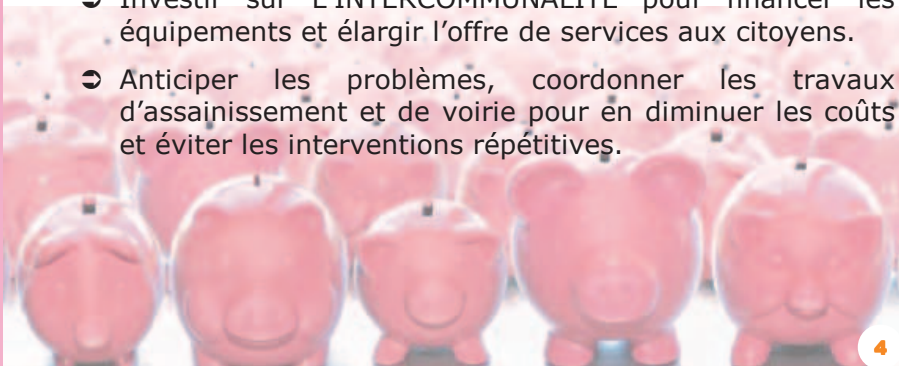 ➲ Investir sur L'INTERCOMMUNALITE pour financer les
équipements et élargir l'offre de services aux citoyens.
➲ Anticiper les problèmes, coordonner les travaux
d'assainissement et de voirie pour en diminuer les coûts
et éviter les interventions répétitives.
4